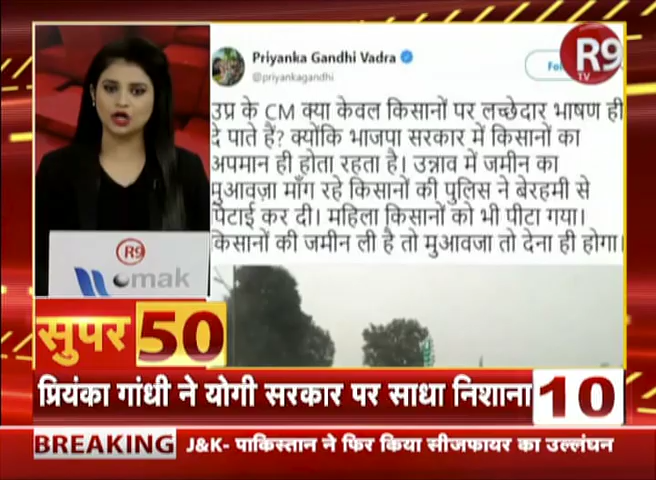 Priyanka Gandhi Vadra
@priyankagandhi
Fo
R9
TV
उप्र के CM क्या केवल किसानों पर लच्छेदार भाषण ही
दे पाते हैं? क्योंकि भाजपा सरकार में किसानों का
अपमान ही होता रहता है। उन्नाव में जमीन का
मुआवज़ा माँग रहे किसानों की पुलिस ने बेरहमी से
पिटाई कर दी। महिला किसानों को भी पीटा गया।
किसानों की जमीन ली है तो मुआवजा तो देना ही होगा।
R9
omak
सुपर 50
प्रियंका गांधी ने योगी सरकार पर साधा निशाना 10
BREAKING J&K- पाकिस्तान ने फिर किया सीजफायर का उल्लंघन